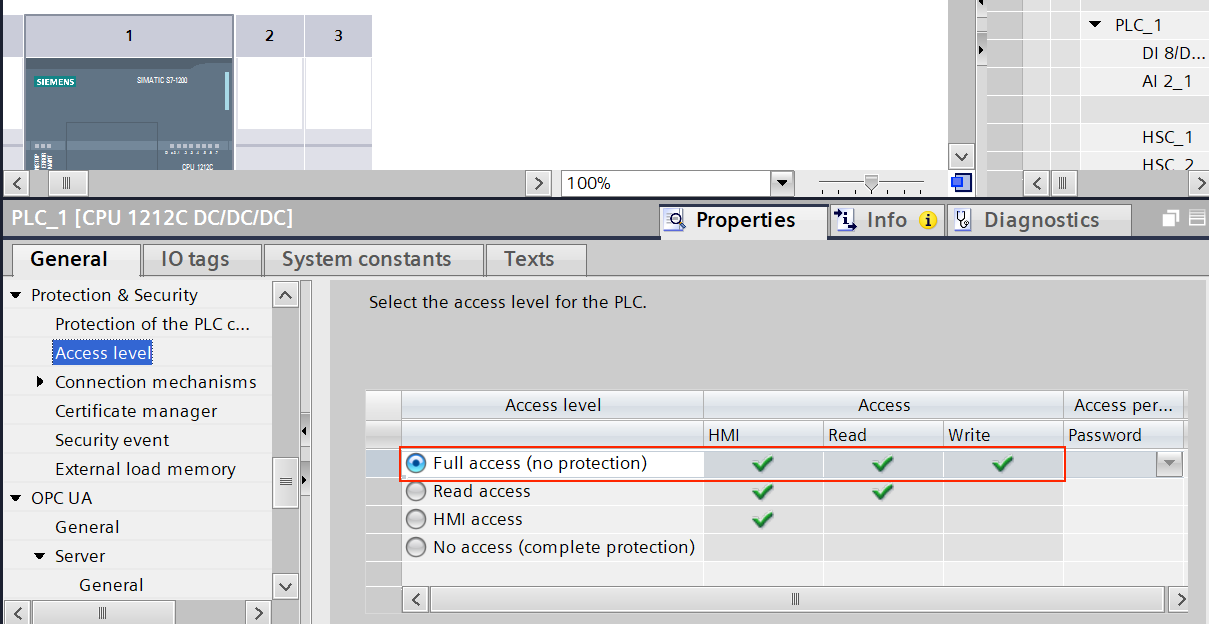 1 2 3
SIEMENS SIMATIC S7-1200
CPU 1212C
100%
PLC_1
DI 8/D...
AI 2_1
HSC_1
HSC_2
PLC_1 [CPU 1212C DC/DC/DC]
Properties Info Diagnostics
General IO tags System constants Texts
Protection & Security
Protection of the PLC c...
Access level
Connection mechanisms
Certificate manager
Security event
External load memory
OPC UA
General
Server
General
Select the access level for the PLC.
Access level Access Access per...
HMI Read Write Password
Full access (no protection)
Read access
HMI access
No access (complete protection)